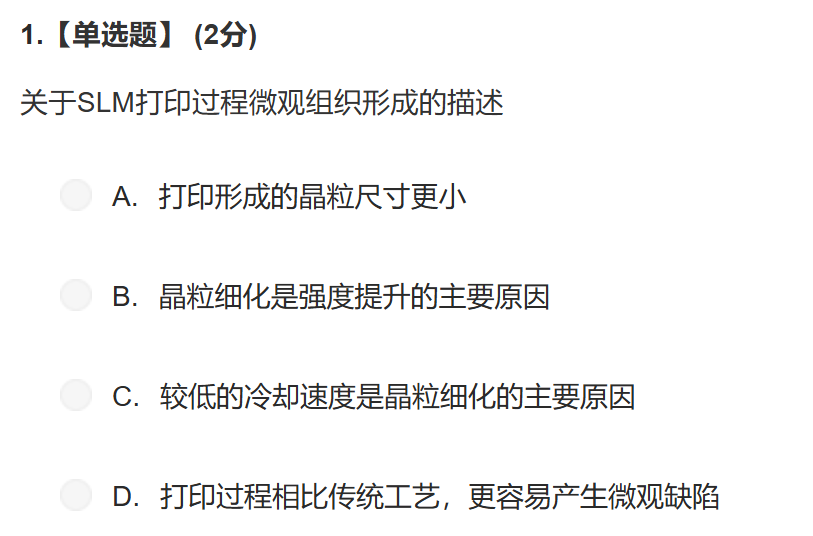 1.【单选题】 (2分)
关于SLM打印过程微观组织形成的描述
A. 打印形成的晶粒尺寸更小
B. 晶粒细化是强度提升的主要原因
C. 较低的冷却速度是晶粒细化的主要原因
D. 打印过程相比传统工艺，更容易产生微观缺陷